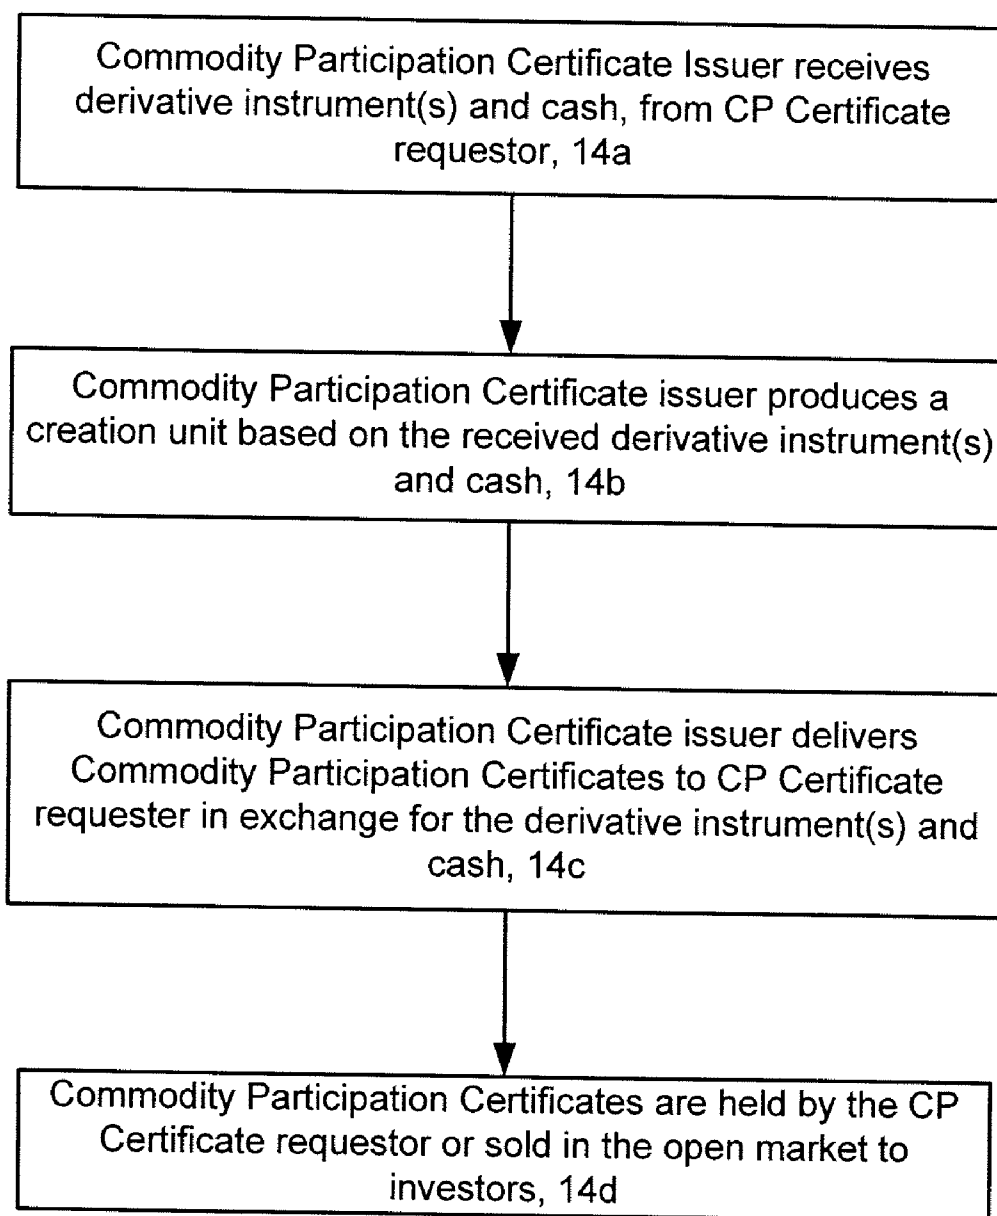 Commodity Participation Certificate Issuer receives
derivative instrument(s) and cash, from CP Certificate
requestor, 14a
Commodity Participation Certificate issuer produces a
creation unit based on the received derivative instrument(s)
and cash, 14b
Commodity Participation Certificate issuer delivers
Commodity Participation Certificates to CP Certificate
requester in exchange for the derivative instrument(s) and
cash, 14c
Commodity Participation Certificates are held by the CP
Certificate requestor or sold in the open market to
investors, 14d